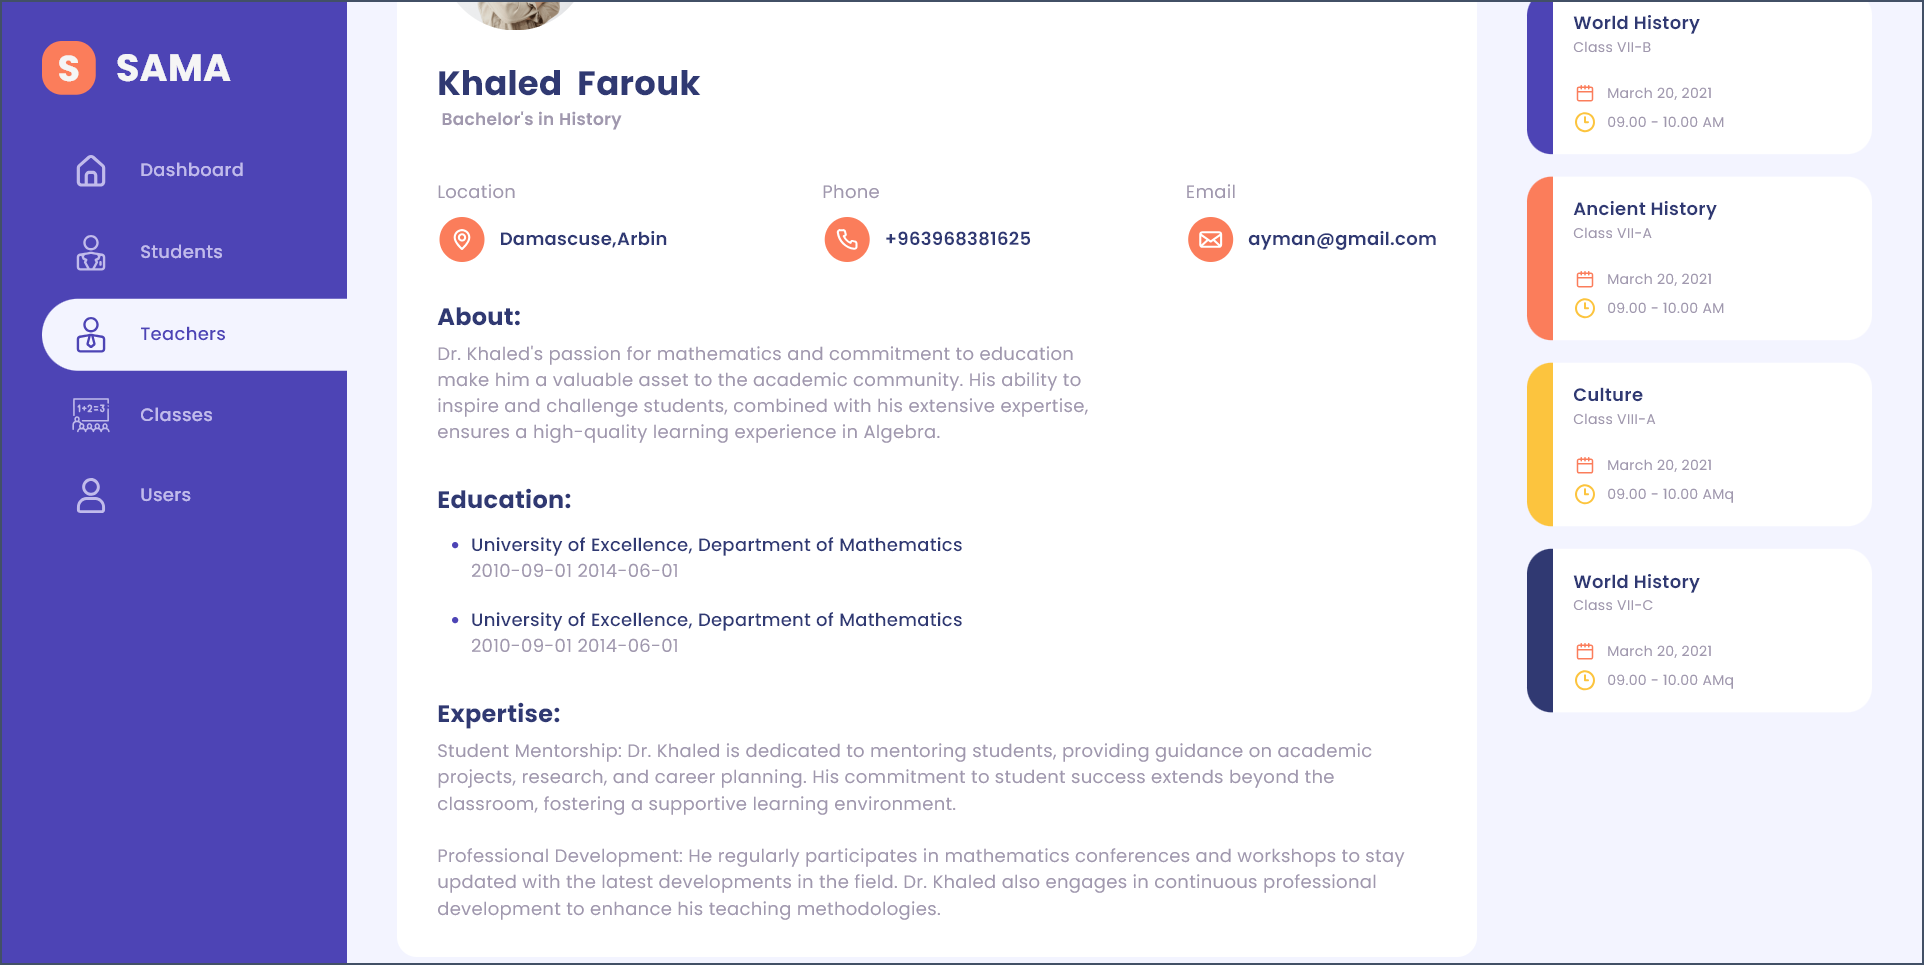 S SAMA
Dashboard
Students
Teachers
1+2=3
Classes
Users
Khaled Farouk
Bachelor's in History
Location
Damascuse,Arbin
Phone
+963968381625
Email
ayman@gmail.com
About:
Dr. Khaled's passion for mathematics and commitment to education
make him a valuable asset to the academic community. His ability to
inspire and challenge students, combined with his extensive expertise,
ensures a high-quality learning experience in Algebra.
Education:
• University of Excellence, Department of Mathematics
2010-09-01 2014-06-01
• University of Excellence, Department of Mathematics
2010-09-01 2014-06-01
Expertise:
Student Mentorship: Dr. Khaled is dedicated to mentoring students, providing guidance on academic
projects, research, and career planning. His commitment to student success extends beyond the
classroom, fostering a supportive learning environment.
Professional Development: He regularly participates in mathematics conferences and workshops to stay
updated with the latest developments in the field. Dr. Khaled also engages in continuous professional
development to enhance his teaching methodologies.
World History
Class VII-B
March 20, 2021
09.00 - 10.00 AM
Ancient History
Class VII-A
March 20, 2021
09.00 - 10.00 AM
Culture
Class VIII-A
March 20, 2021
09.00 - 10.00 AMq
World History
Class VII-C
March 20, 2021
09.00 - 10.00 AMq